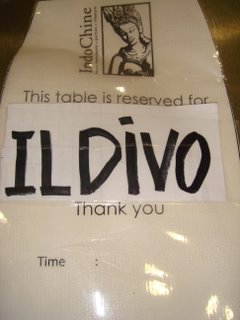 IndoChine
This table is reserved for
ILDiVO
Thank you
Time :